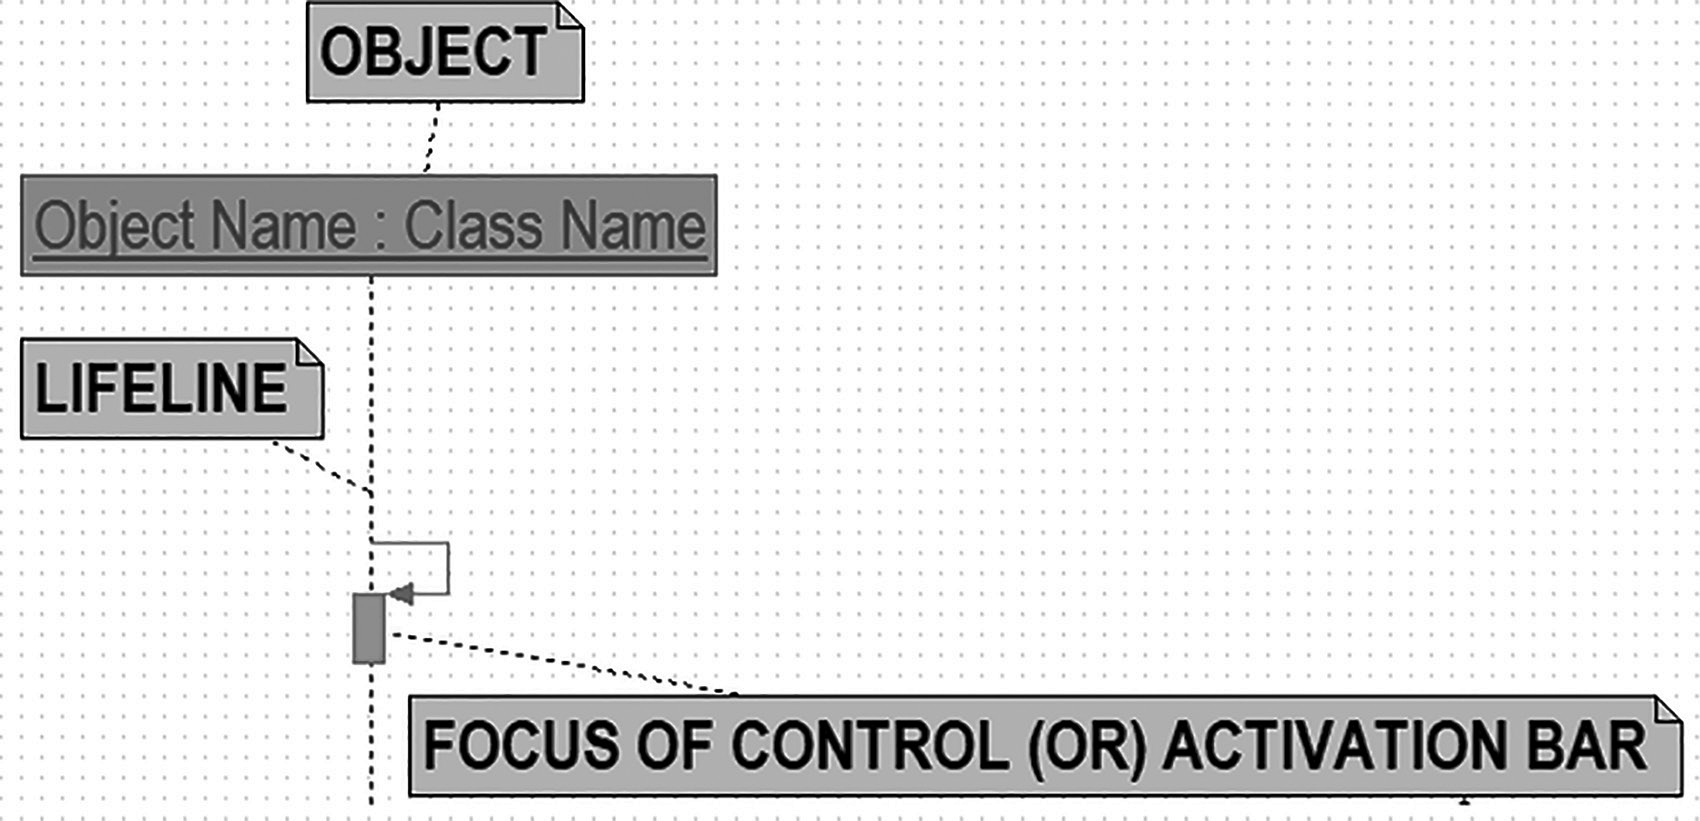 OBJECT
Object Name : Class Name
LIFELINE
FOCUS OF CONTROL (OR) ACTIVATION BAR